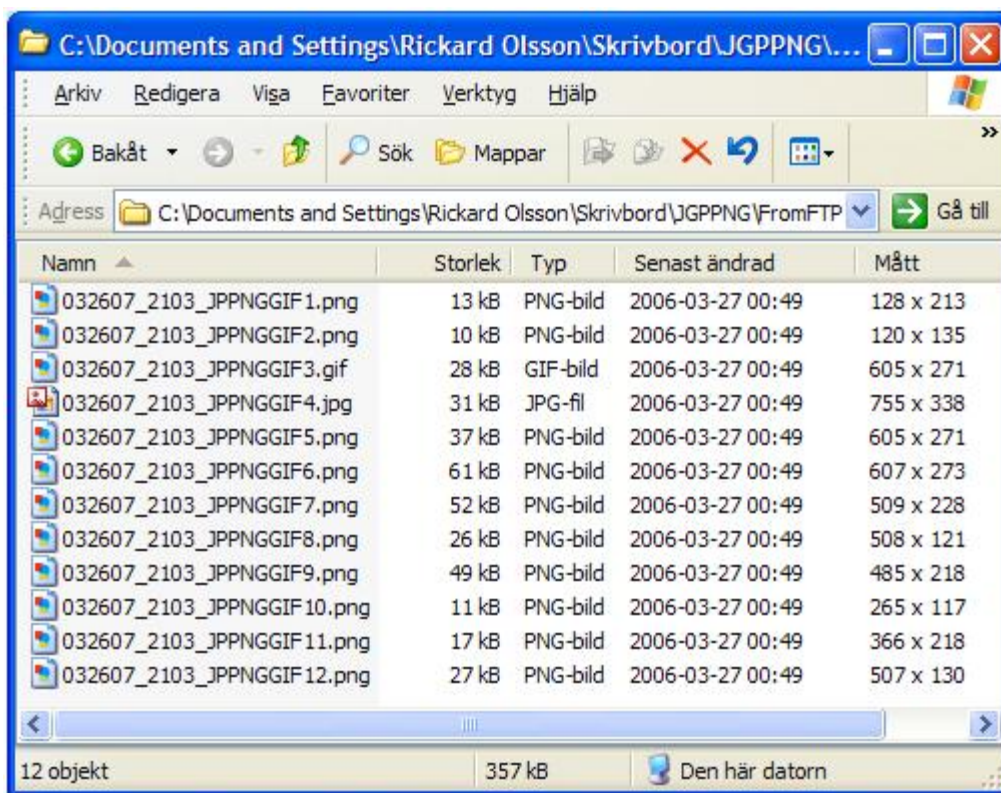 C:\Documents and Settings\Rickard Olsson\Skrivbord\JGPPNG\...
Arkiv Redigera Visa Favoriter Verktyg Hjälp
Bakåt Sök Mappar »
Adress C:\Documents and Settings\Rickard Olsson\Skrivbord\JGPPNG\FromFTP Gå till
Namn Storlek Typ Senast ändrad Mått
032607_2103_JPPNGGIF1.png 13 kB PNG-bild 2006-03-27 00:49 128 x 213
032607_2103_JPPNGGIF2.png 10 kB PNG-bild 2006-03-27 00:49 120 x 135
032607_2103_JPPNGGIF3.gif 28 kB GIF-bild 2006-03-27 00:49 605 x 271
032607_2103_JPPNGGIF4.jpg 31 kB JPG-fil 2006-03-27 00:49 755 x 338
032607_2103_JPPNGGIF5.png 37 kB PNG-bild 2006-03-27 00:49 605 x 271
032607_2103_JPPNGGIF6.png 61 kB PNG-bild 2006-03-27 00:49 607 x 273
032607_2103_JPPNGGIF7.png 52 kB PNG-bild 2006-03-27 00:49 509 x 228
032607_2103_JPPNGGIF8.png 26 kB PNG-bild 2006-03-27 00:49 508 x 121
032607_2103_JPPNGGIF9.png 49 kB PNG-bild 2006-03-27 00:49 485 x 218
032607_2103_JPPNGGIF10.png 11 kB PNG-bild 2006-03-27 00:49 265 x 117
032607_2103_JPPNGGIF11.png 17 kB PNG-bild 2006-03-27 00:49 366 x 218
032607_2103_JPPNGGIF12.png 27 kB PNG-bild 2006-03-27 00:49 507 x 130
12 objekt 357 kB Den här datorn